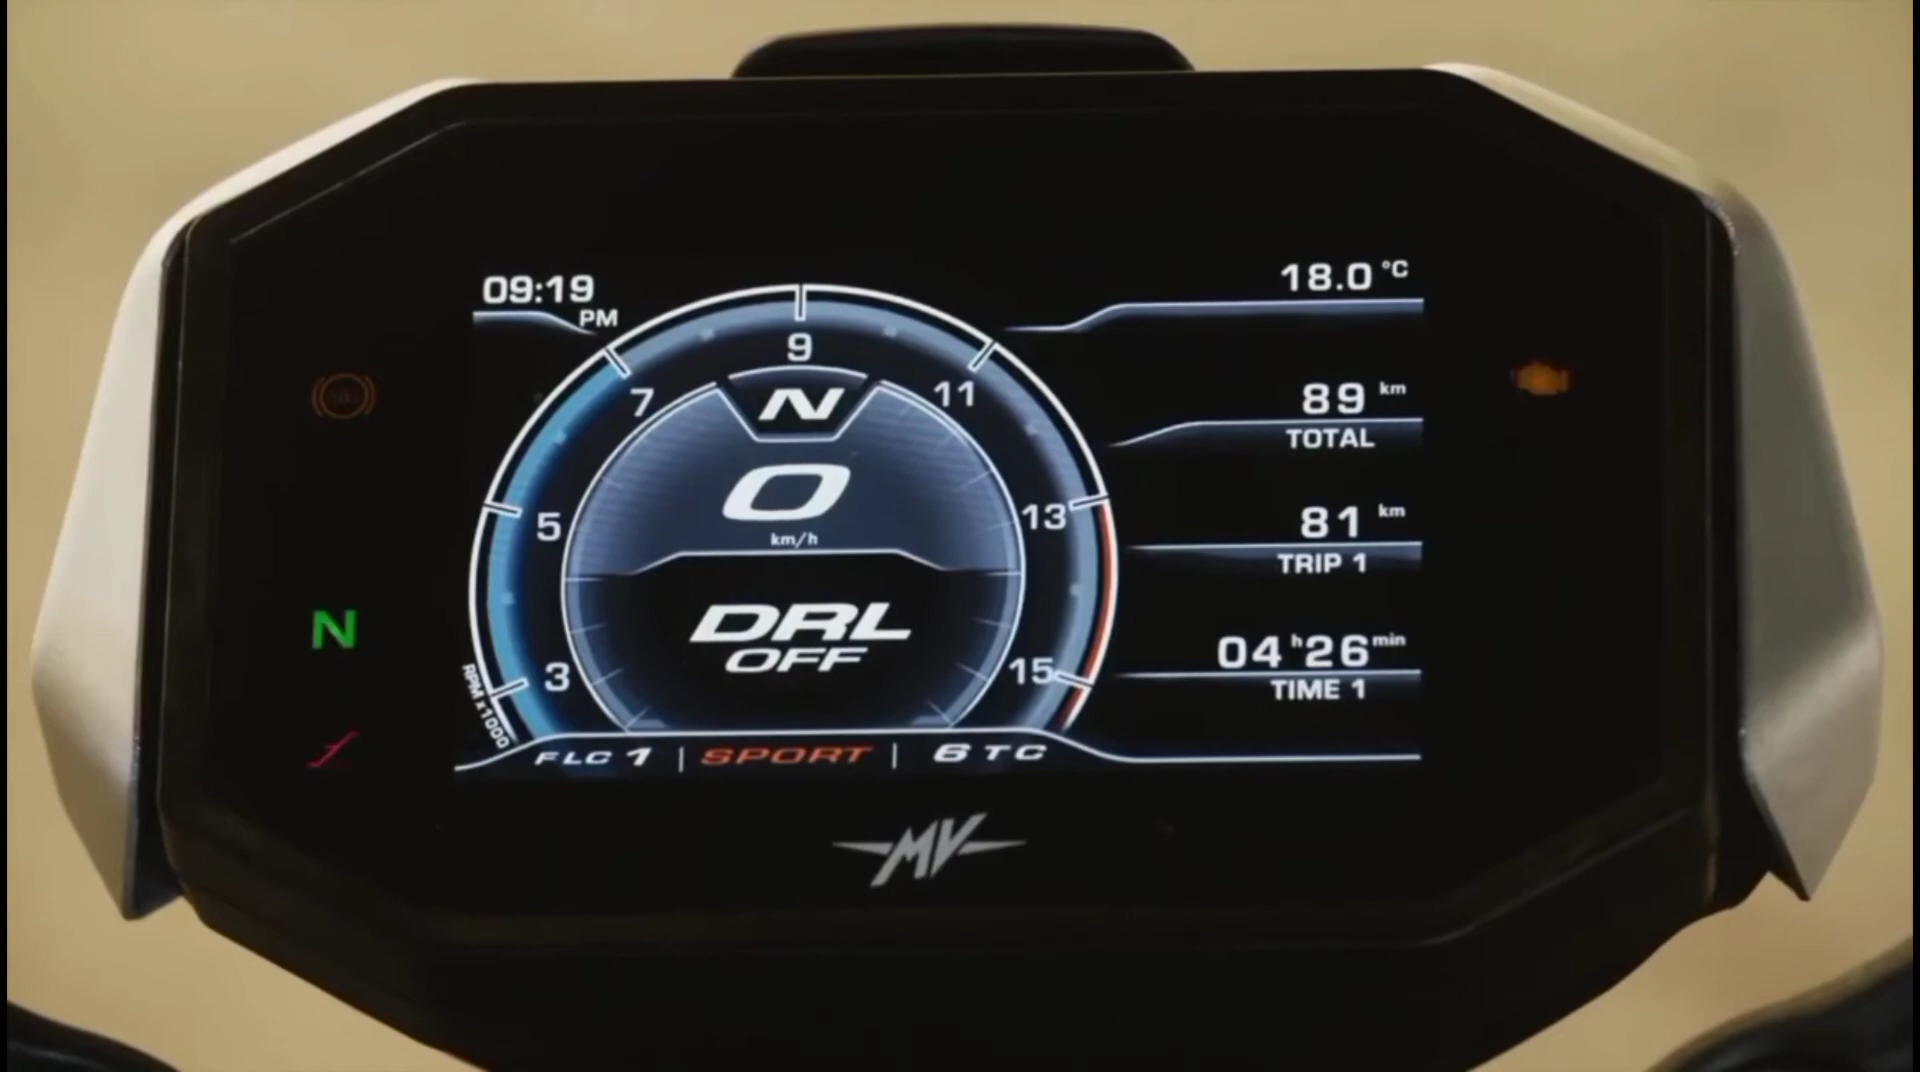 09:19
PM
18.0 °C
9
7
11
N
89 km
TOTAL
0
km/h
5
13
81 km
TRIP 1
N
DRL
OFF
04 h 26 min
TIME 1
3
15
RPM x1000
FLC 1 | SPORT | 6 TC
MV